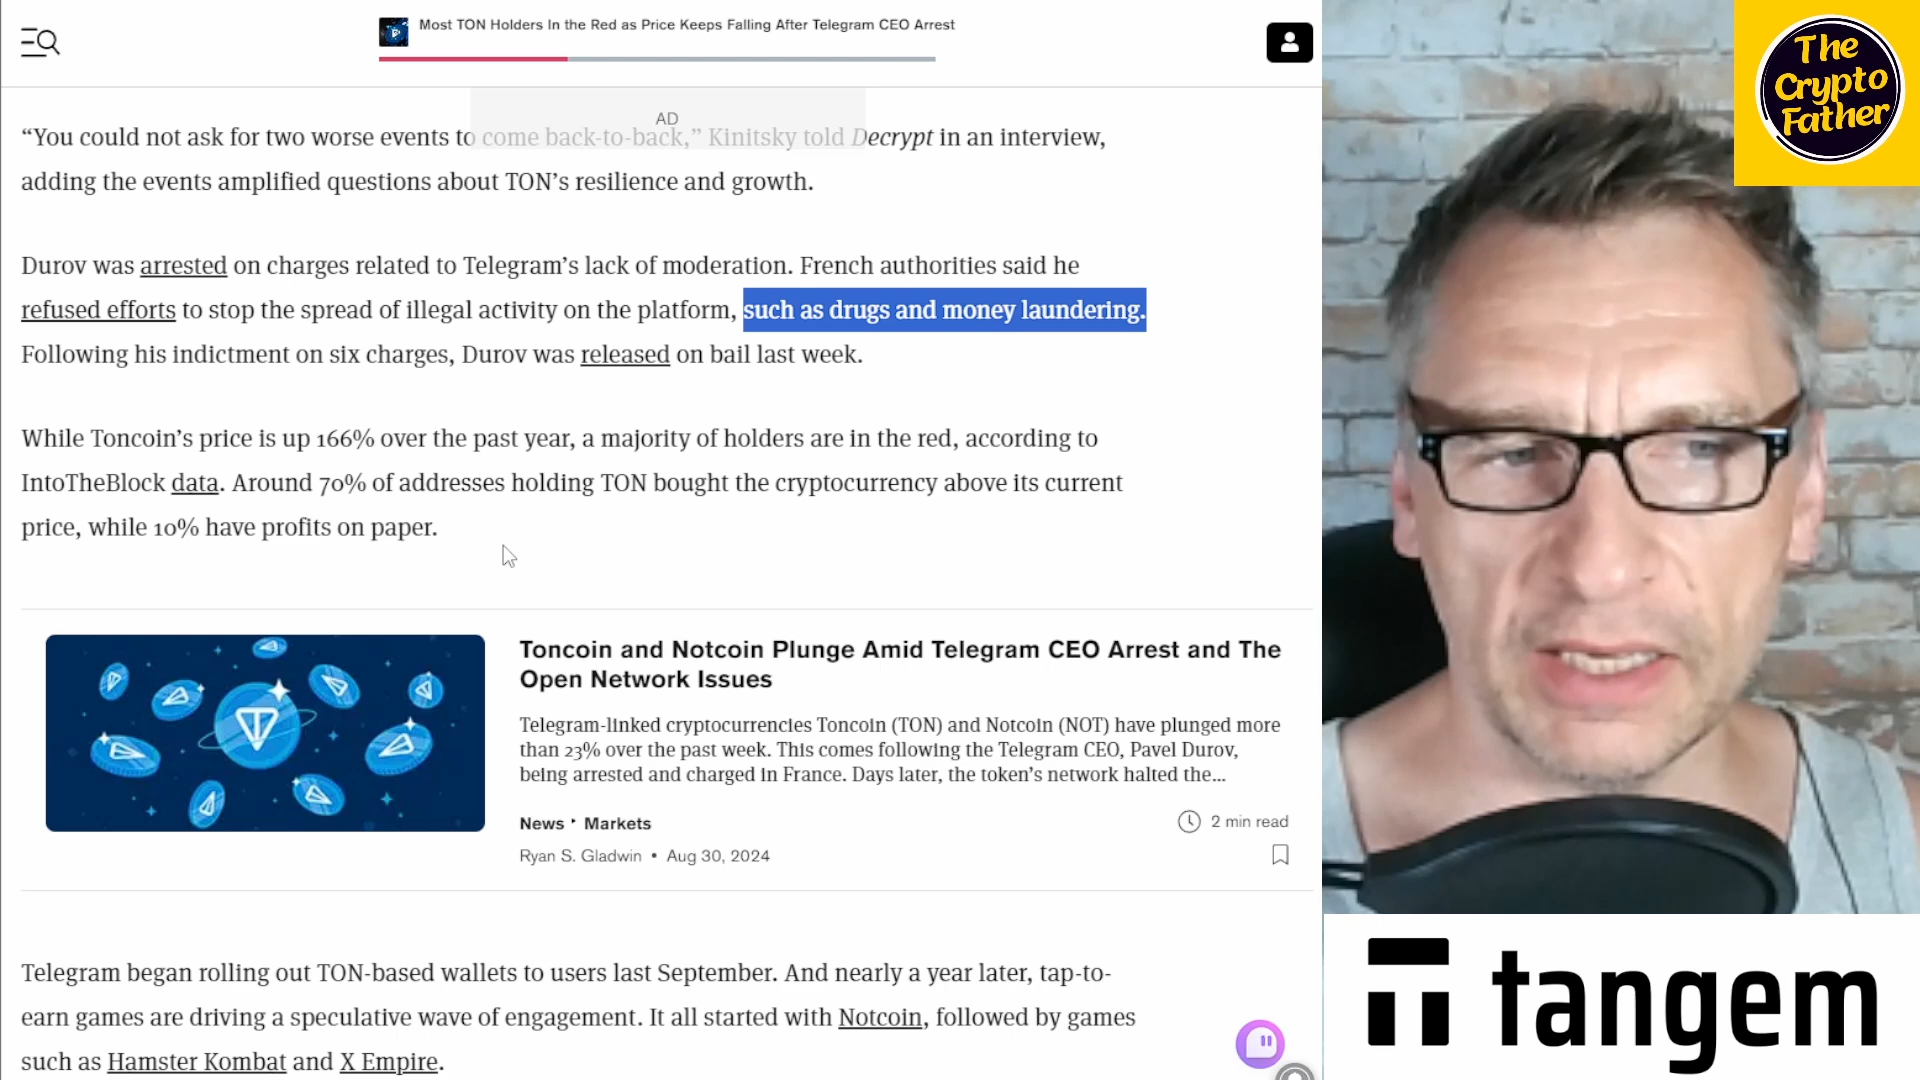 Most TON Holders In the Red as Price Keeps Falling After Telegram CEO Arrest
The
Crypto
Father
AD
“You could not ask for two worse events to come back-to-back,” Kinitsky told Decrypt in an interview,
adding the events amplified questions about TON’s resilience and growth.
Durov was arrested on charges related to Telegram’s lack of moderation. French authorities said he
refused efforts to stop the spread of illegal activity on the platform, such as drugs and money laundering.
Following his indictment on six charges, Durov was released on bail last week.
While Toncoin’s price is up 166% over the past year, a majority of holders are in the red, according to
IntoTheBlock data. Around 70% of addresses holding TON bought the cryptocurrency above its current
price, while 10% have profits on paper.
Toncoin and Notcoin Plunge Amid Telegram CEO Arrest and The
Open Network Issues
Telegram-linked cryptocurrencies Toncoin (TON) and Notcoin (NOT) have plunged more
than 23% over the past week. This comes following the Telegram CEO, Pavel Durov,
being arrested and charged in France. Days later, the token’s network halted the...
News • Markets
2 min read
Ryan S. Gladwin • Aug 30, 2024
Telegram began rolling out TON-based wallets to users last September. And nearly a year later, tap-to-
earn games are driving a speculative wave of engagement. It all started with Notcoin, followed by games
such as Hamster Kombat and X Empire.
tangem